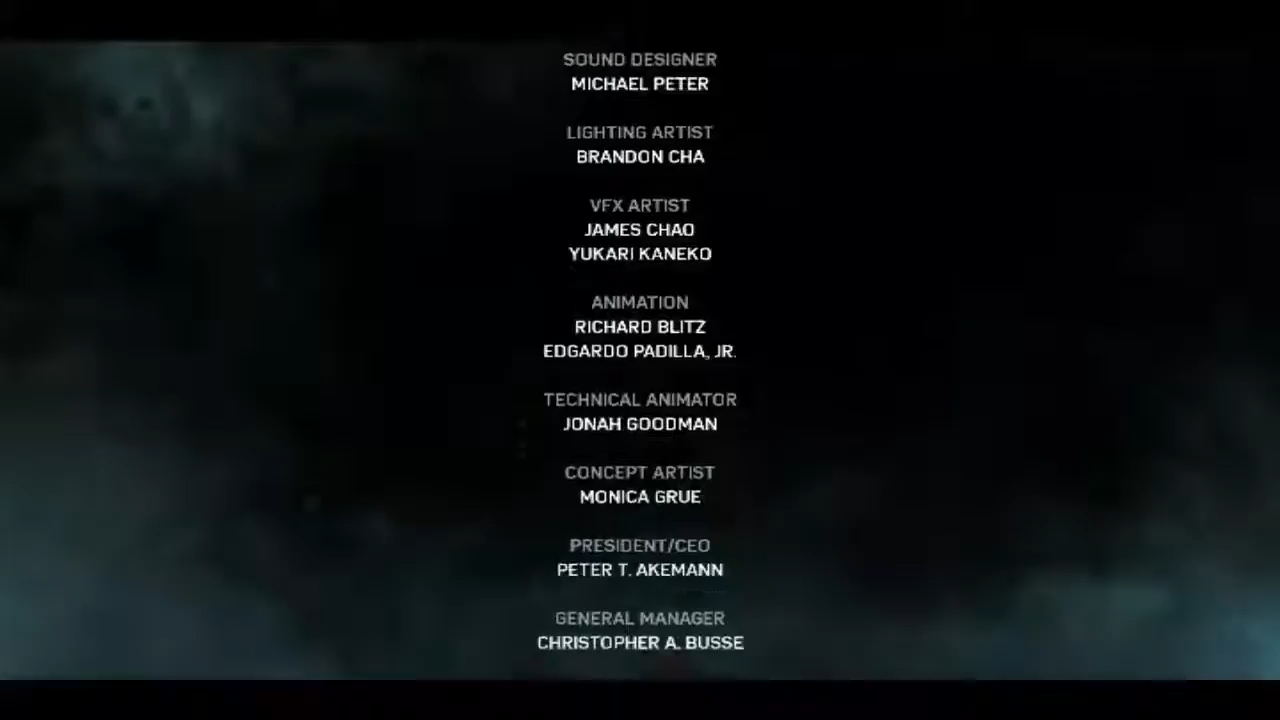 SOUND DESIGNER
MICHAEL PETER
LIGHTING ARTIST
BRANDON CHA
VFX ARTIST
JAMES CHAO
YUKARI KANEKO
ANIMATION
RICHARD BLITZ
EDGARDO PADILLA, JR.
TECHNICAL ANIMATOR
JONAH GOODMAN
CONCEPT ARTIST
MONICA GRUE
PRESIDENT/CEO
PETER T. AKEMANN
GENERAL MANAGER
CHRISTOPHER A. BUSSE